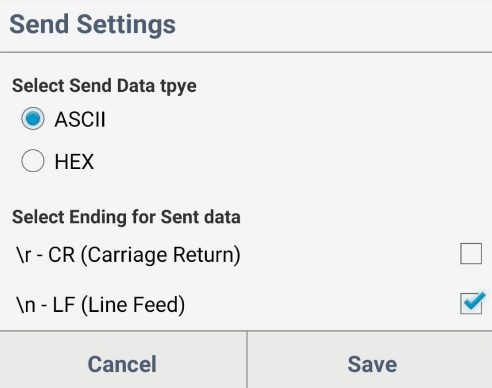 Send Settings
Select Send Data tpye
ASCII
HEX
Select Ending for Sent data
\r - CR (Carriage Return)
\n - LF (Line Feed)
Cancel Save